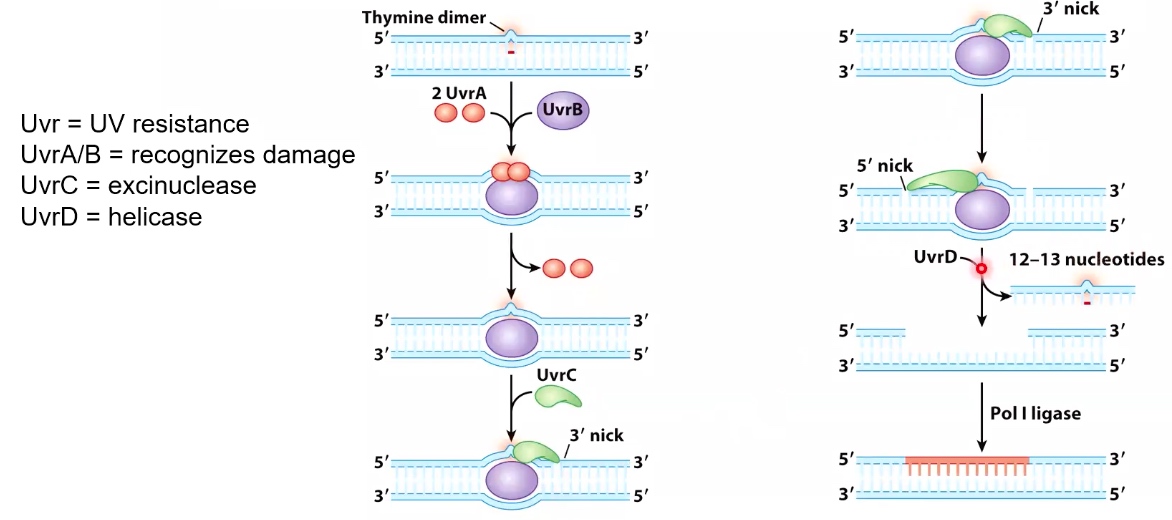 Uvr = UV resistance
UvrA/B = recognizes damage
UvrC = excinuclease
UvrD = helicase
Thymine dimer
5′ 3′
3′ 5′
2 UvrA UvrB
5′ 3′
3′ 5′
5′ 3′
3′ 5′
UvrC
3′ nick
5′ 3′
3′ 5′
3′ nick
5′ 3′
3′ 5′
5′ nick
5′ 3′
3′ 5′
UvrD 12–13 nucleotides
5′ 3′
3′ 5′
Pol I ligase
5′ 3′
3′ 5′